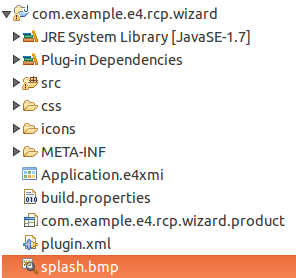 com.example.e4.rcp.wizard
JRE System Library [JavaSE-1.7]
Plug-in Dependencies
src
css
icons
META-INF
Application.e4xmi
build.properties
com.example.e4.rcp.wizard.product
plugin.xml
splash.bmp